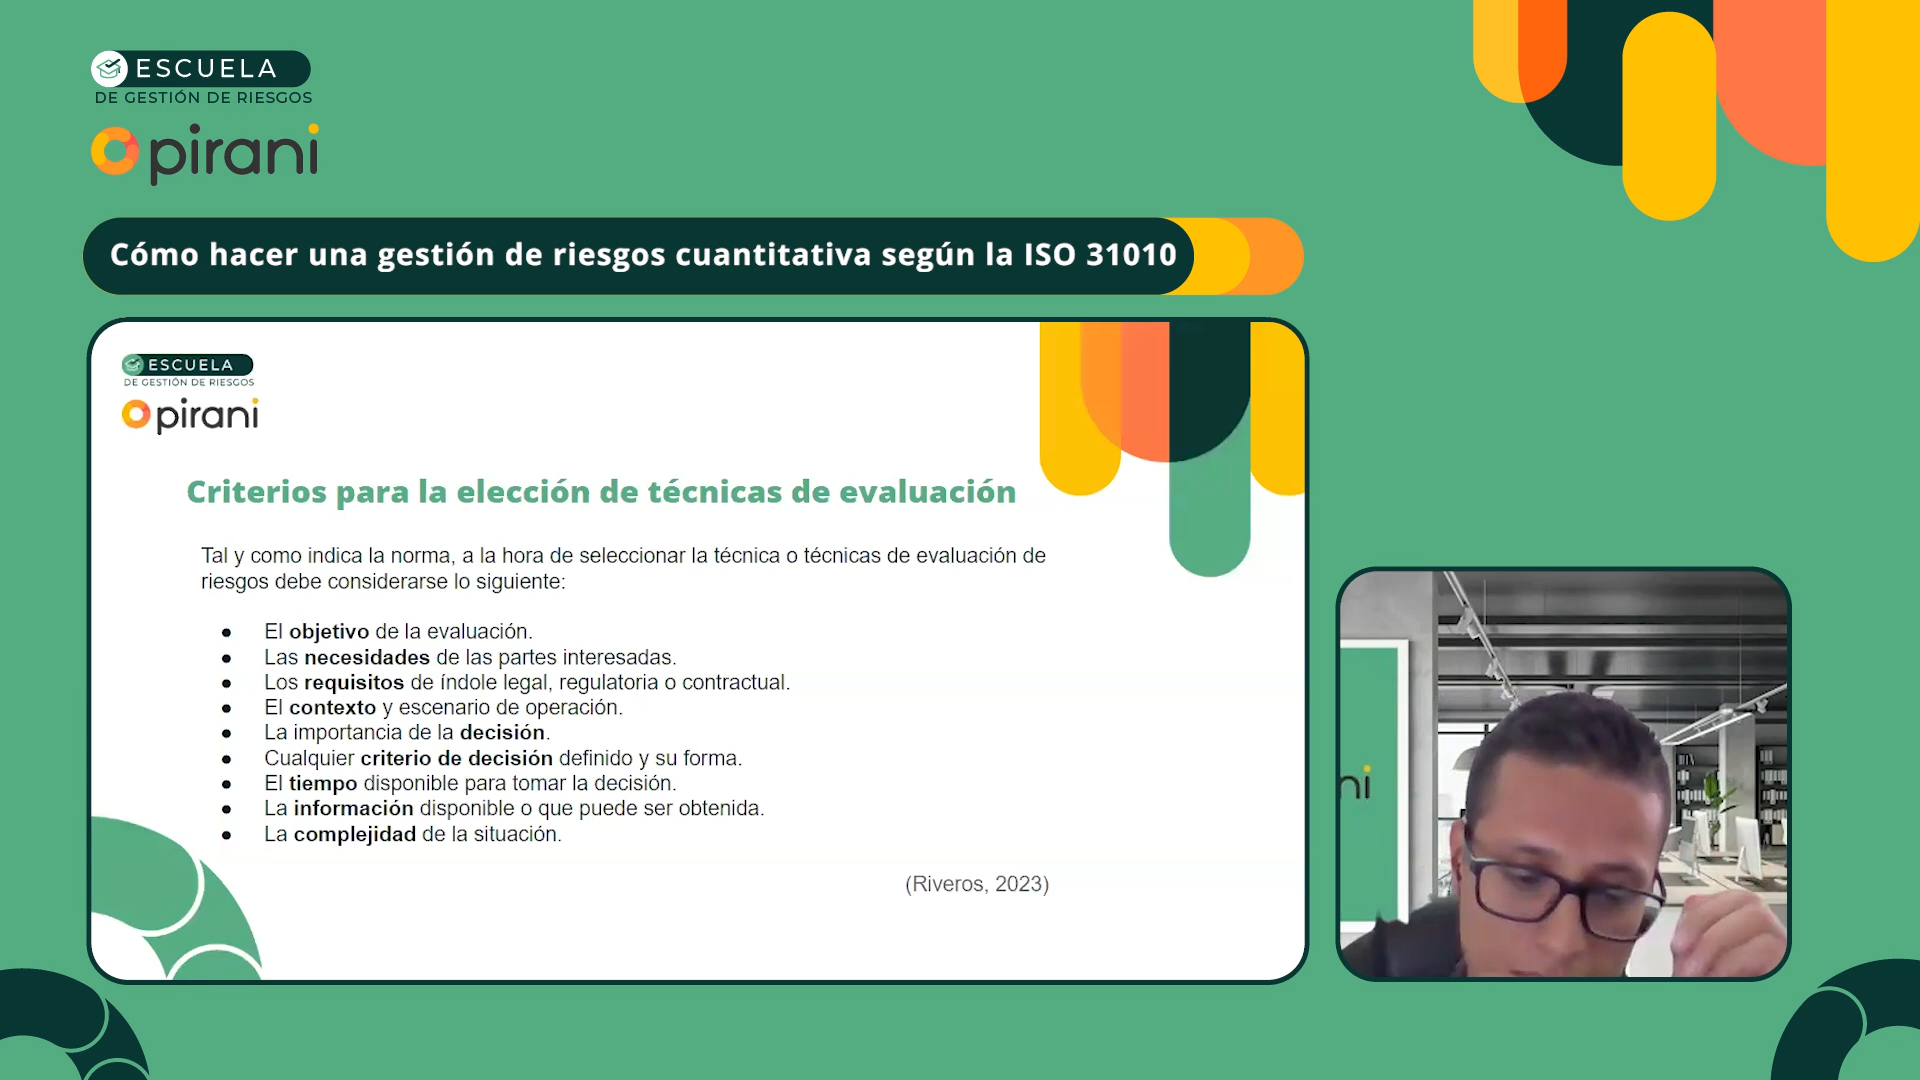 ESCUELA
DE GESTIÓN DE RIESGOS
pirani
Cómo hacer una gestión de riesgos cuantitativa según la ISO 31010
ESCUELA
DE GESTIÓN DE RIESGOS
pirani
Criterios para la elección de técnicas de evaluación
Tal y como indica la norma, a la hora de seleccionar la técnica o técnicas de evaluación de
riesgos debe considerarse lo siguiente:
● El objetivo de la evaluación.
● Las necesidades de las partes interesadas.
● Los requisitos de índole legal, regulatoria o contractual.
● El contexto y escenario de operación.
● La importancia de la decisión.
● Cualquier criterio de decisión definido y su forma.
● El tiempo disponible para tomar la decisión.
● La información disponible o que puede ser obtenida.
● La complejidad de la situación.
(Riveros, 2023)
ni